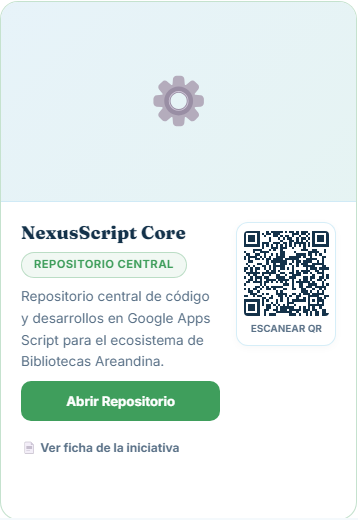 NexusScript Core
REPOSITORIO CENTRAL
Repositorio central de código
y desarrollos en Google Apps
Script para el ecosistema de
Bibliotecas Areandina.
ESCANEAR QR
Abrir Repositorio
Ver ficha de la iniciativa